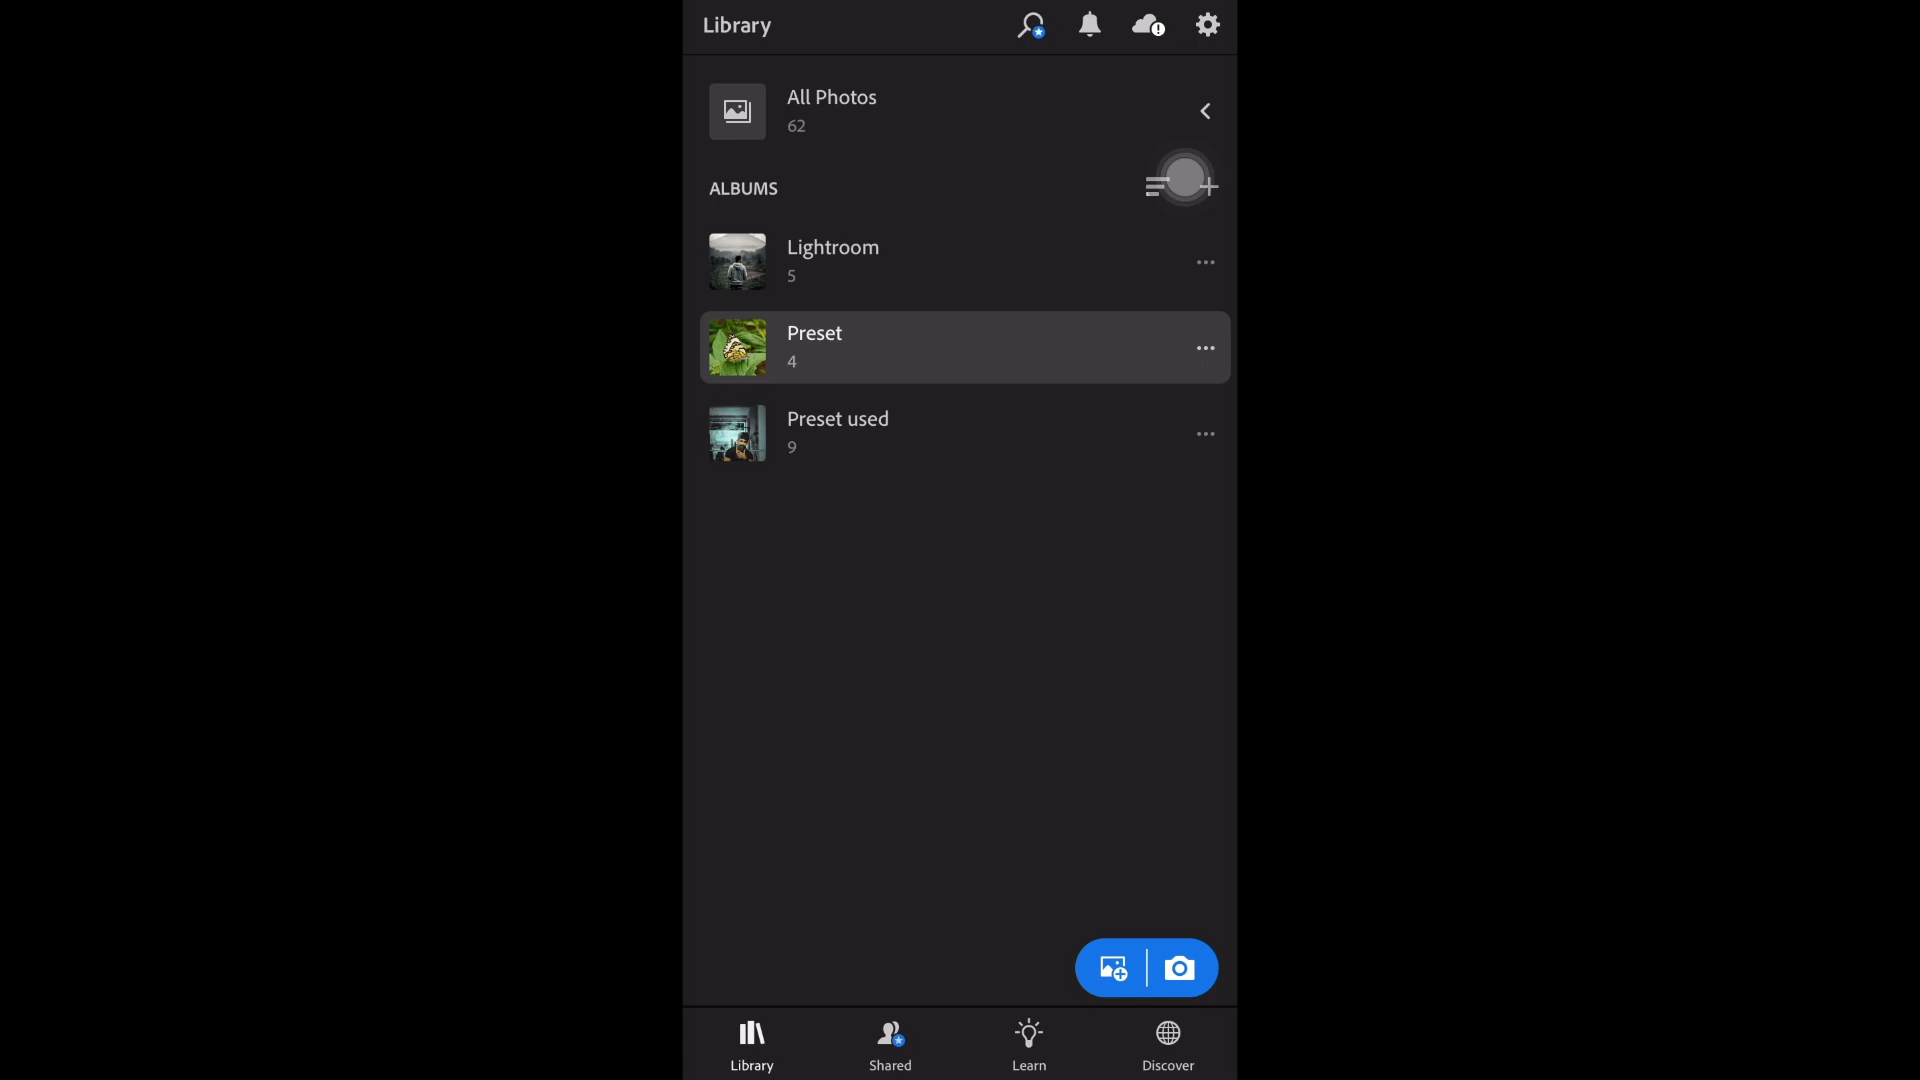 Library
All Photos
62
ALBUMS
Lightroom
5
Preset
4
Preset used
9
Library
Shared
Learn
Discover